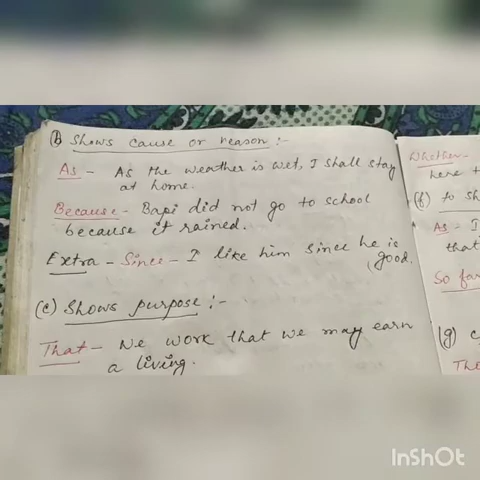 (b) Shows cause or reason :-
As - As the weather is wet, I shall stay
at home.
Because - Bapi did not go to school
because it rained.
Extra - Since - I like him since he is
good.
(c) Shows purpose :-
That - We work that we may earn
a living.
Whether -
here
(f) to sh
As - I
that
So far
(g)
The
InShOt